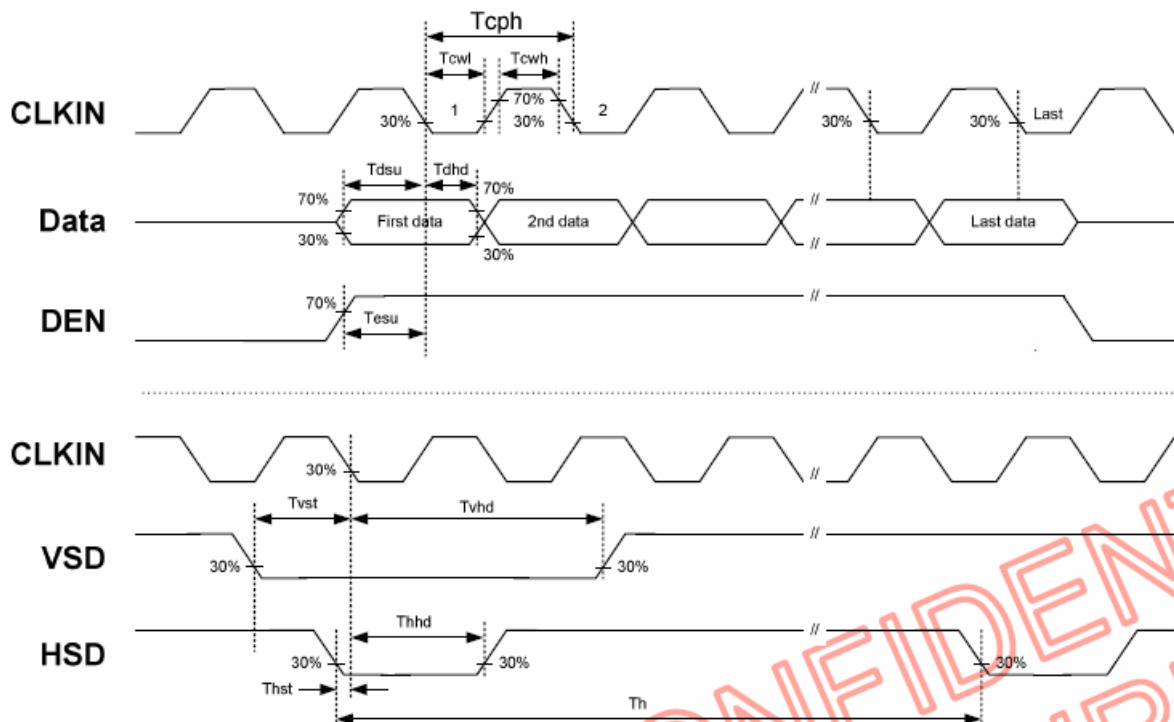 Tcph
Tcwl Tcwh
CLKIN 30% 1 70% 30% 2 // 30% 30% Last
Tdsu Tdhd
70% 70%
Data First data 2nd data // Last data
30% 30% //
70% //
DEN Tesu
CLKIN 30% //
Tvst Tvhd
VSD 30% 30% //
Thhd //
HSD 30% 30% 30%
Thst
Th
CONFIDENT